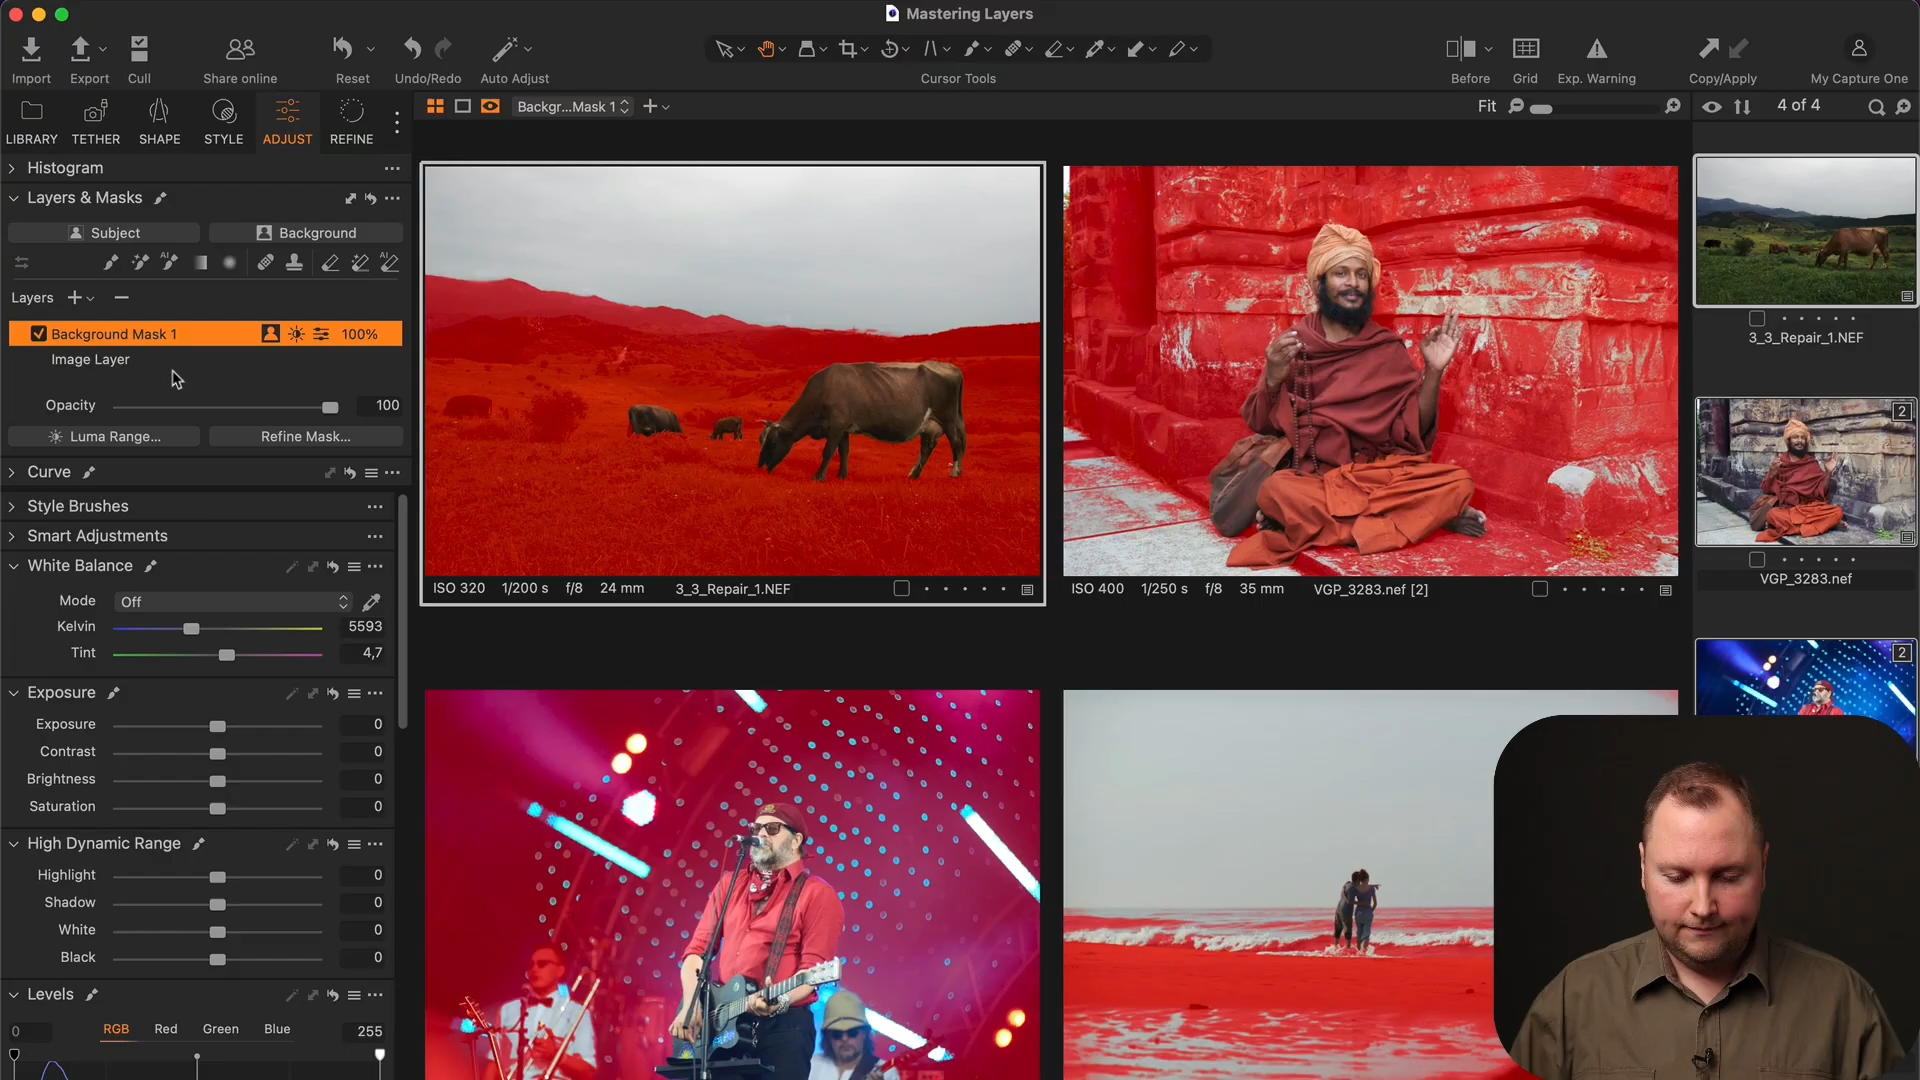 Mastering Layers
Import Export Cull Share online Reset Undo/Redo Auto Adjust Cursor Tools Before Grid Exp. Warning Copy/Apply My Capture One
LIBRARY TETHER SHAPE STYLE ADJUST REFINE
Backgr...Mask 1
Fit
4 of 4
Histogram
Layers & Masks
Subject Background
AI AI
Layers
Background Mask 1 100%
Image Layer
Opacity 100
Luma Range... Refine Mask...
Curve
Style Brushes
Smart Adjustments
White Balance
Mode Off
Kelvin 5593
Tint 4,7
Exposure
Exposure 0
Contrast 0
Brightness 0
Saturation 0
High Dynamic Range
Highlight 0
Shadow 0
White 0
Black 0
Levels
0 RGB Red Green Blue 255
ISO 320 1/200 s f/8 24 mm 3_3_Repair_1.NEF
ISO 400 1/250 s f/8 35 mm VGP_3283.nef [2]
3_3_Repair_1.NEF
2
VGP_3283.nef
2